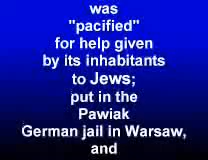 was
"pacified"
for help given
by its inhabitants
to Jews;
put in the
Pawiak
German jail in Warsaw,
and